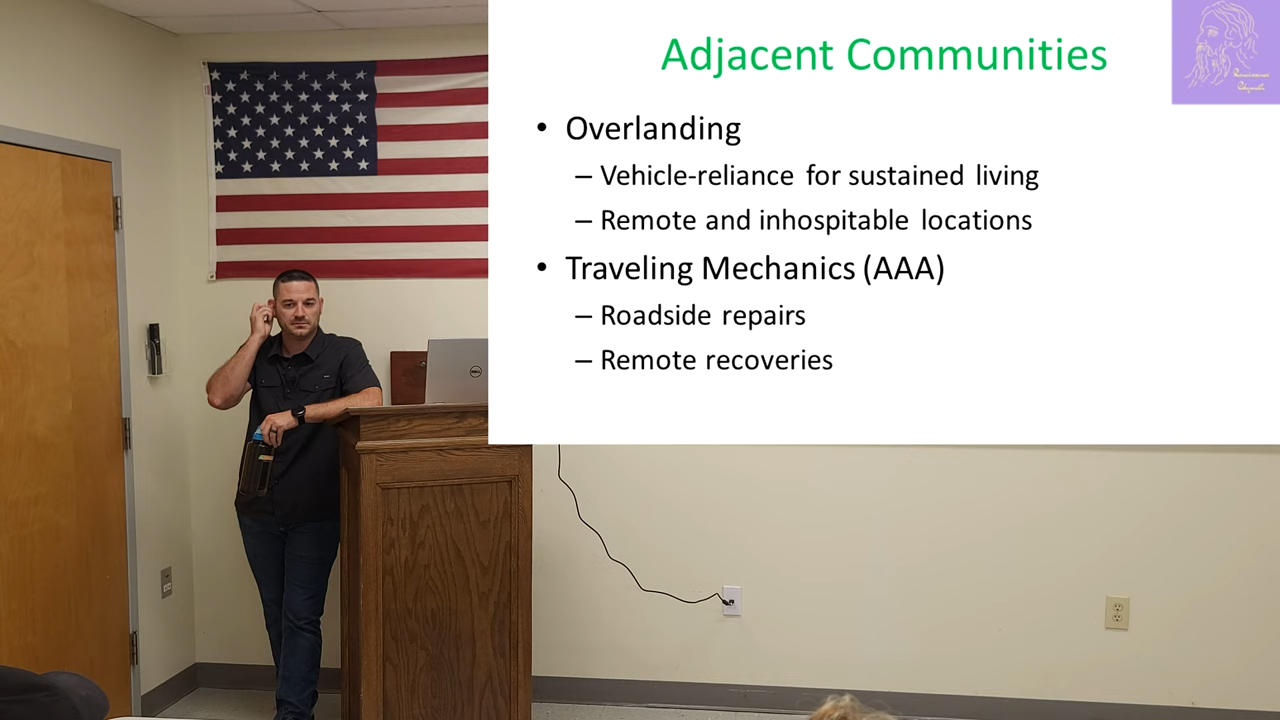 Adjacent Communities
• Overlanding
– Vehicle-reliance for sustained living
– Remote and inhospitable locations
• Traveling Mechanics (AAA)
– Roadside repairs
– Remote recoveries
DELL